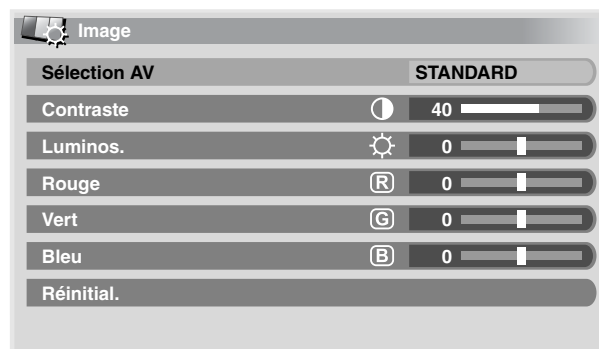 Image
Sélection AV STANDARD
Contraste 40
Luminos. 0
Rouge R 0
Vert G 0
Bleu B 0
Réinitial.